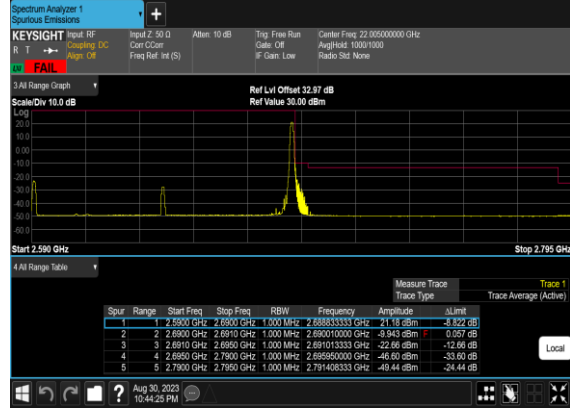 Spectrum Analyzer 1
Spurious Emissions
KEYSIGHT Input: RF Input Z: 50 Ω Atten: 10 dB Trig: Free Run Center Freq: 22.005000000 GHz
R T Coupling: DC Corr CCorr Gate: Off Avg|Hold: 1000/1000
Align: Off Freq Ref: Int (S) IF Gain: Low Radio Std: None
LW FAIL
3 All Range Graph
Ref Lvl Offset 32.97 dB
Scale/Div 10.0 dB Ref Value 30.00 dBm
Log
20.0
10.0
0.00
-10.0
-20.0
-30.0
-40.0
-50.0
-60.0
Start 2.590 GHz Stop 2.795 GHz
4 All Range Table
Measure Trace Trace 1
Trace Type Trace Average (Active)
Spur Range Start Freq Stop Freq RBW Frequency Amplitude ΔLimit
1 1 2.5900 GHz 2.6900 GHz 1.000 MHz 2.688833333 GHz 21.18 dBm -8.822 dB
2 2 2.6900 GHz 2.6910 GHz 1.000 MHz 2.690010000 GHz -9.943 dBm F 0.057 dB
3 3 2.6910 GHz 2.6950 GHz 1.000 MHz 2.691013333 GHz -22.66 dBm -12.66 dB
4 4 2.6950 GHz 2.7900 GHz 1.000 MHz 2.695950000 GHz -46.60 dBm -33.60 dB
5 5 2.7900 GHz 2.7950 GHz 1.000 MHz 2.791408333 GHz -49.44 dBm -24.44 dB
Local
? Aug 30, 2023
10:44:25 PM